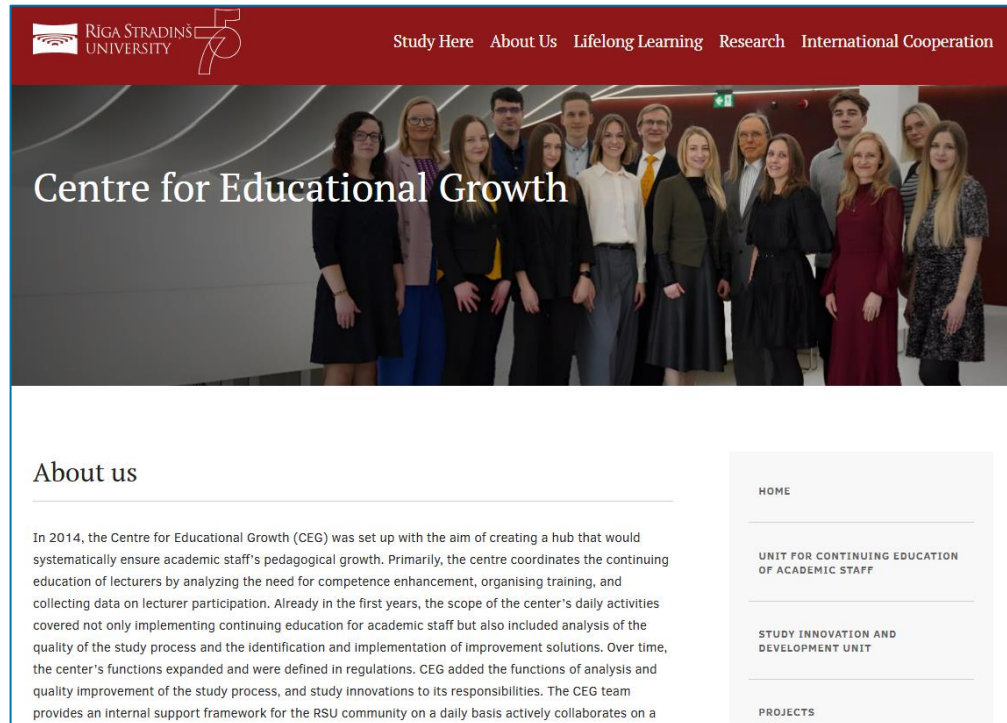 RĪGA STRADIŅŠ
UNIVERSITY
75
Study Here About Us Lifelong Learning Research International Cooperation
Centre for Educational Growth
About us
In 2014, the Centre for Educational Growth (CEG) was set up with the aim of creating a hub that would
systematically ensure academic staff's pedagogical growth. Primarily, the centre coordinates the continuing
education of lecturers by analyzing the need for competence enhancement, organising training, and
collecting data on lecturer participation. Already in the first years, the scope of the center's daily activities
covered not only implementing continuing education for academic staff but also included analysis of the
quality of the study process and the identification and implementation of improvement solutions. Over time,
the center's functions expanded and were defined in regulations. CEG added the functions of analysis and
quality improvement of the study process, and study innovations to its responsibilities. The CEG team
provides an internal support framework for the RSU community on a daily basis actively collaborates on a
HOME
UNIT FOR CONTINUING EDUCATION
OF ACADEMIC STAFF
STUDY INNOVATION AND
DEVELOPMENT UNIT
PROJECTS